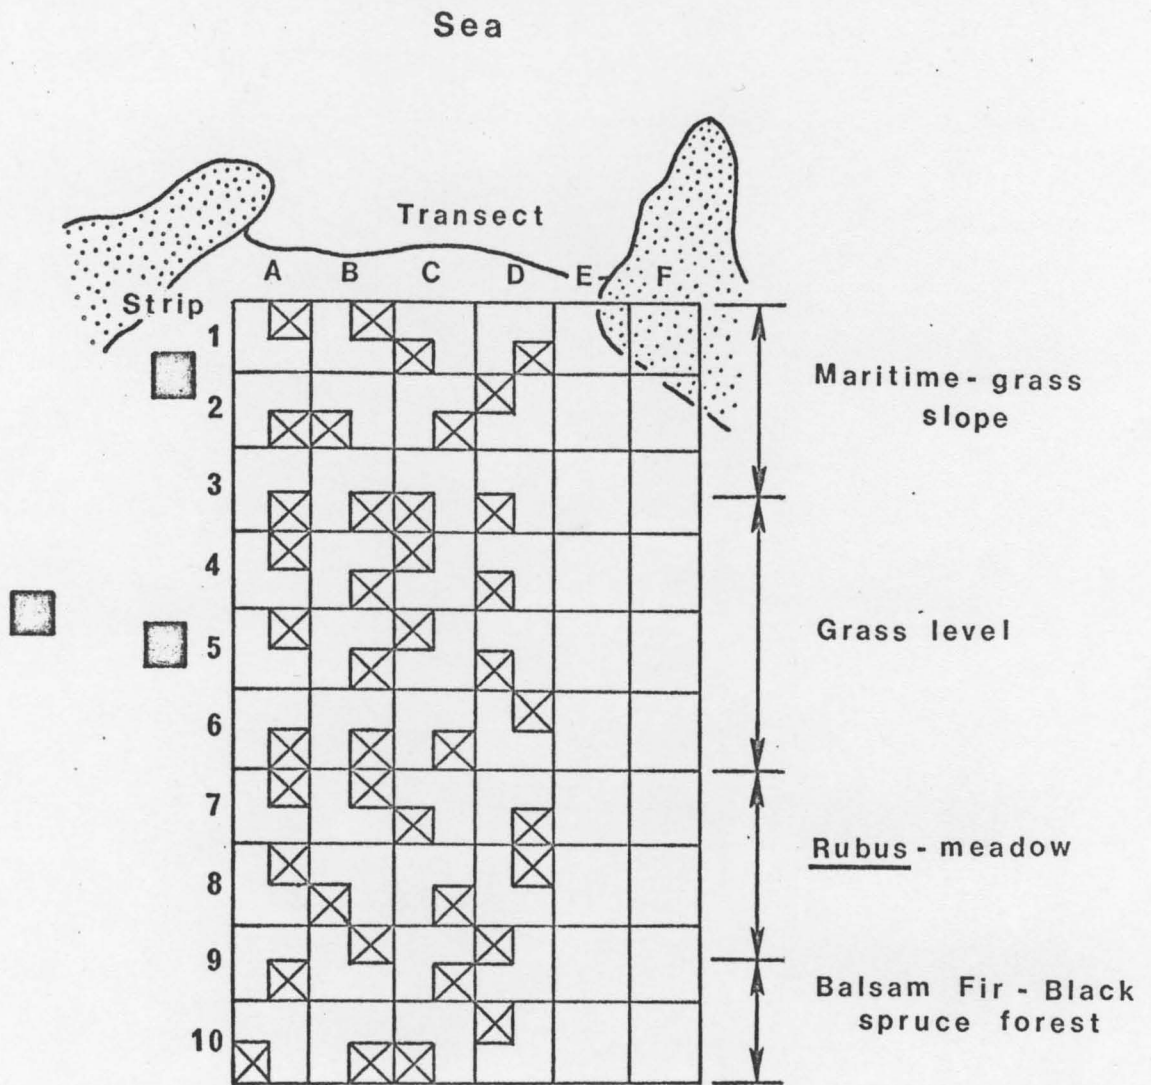 Sea
Transect
A B C D E F
Strip
1
Maritime-grass
slope
2
3
4
Grass level
5
6
7
Rubus-meadow
8
9
Balsam Fir-Black
spruce forest
10